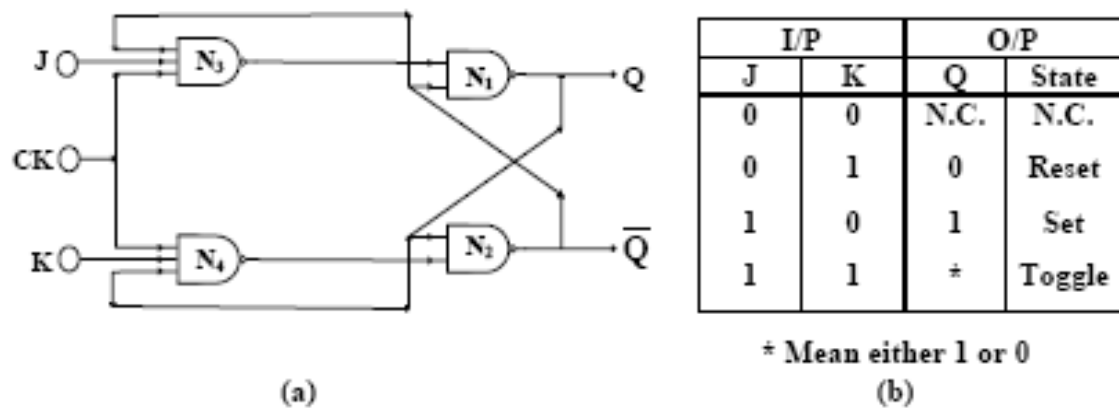 J
N₃
N₁
Q
CK
K
N₄
N₂
Q̅
(a)
I/P O/P
J K Q State
0 0 N.C. N.C.
0 1 0 Reset
1 0 1 Set
1 1 * Toggle
* Mean either 1 or 0
(b)